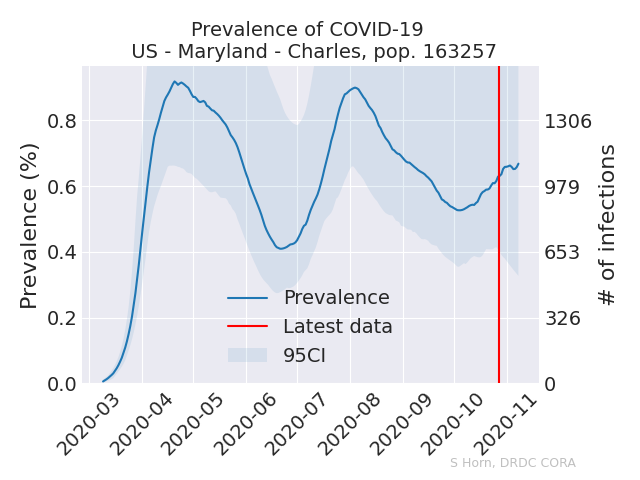 Prevalence of COVID-19
US - Maryland - Charles, pop. 163257
Prevalence (%)
0.8
0.6
0.4
0.2
0.0
1306
979
653
326
0
# of infections
Prevalence
Latest data
95CI
2020-03
2020-04
2020-05
2020-06
2020-07
2020-08
2020-09
2020-10
2020-11
S Horn, DRDC CORA